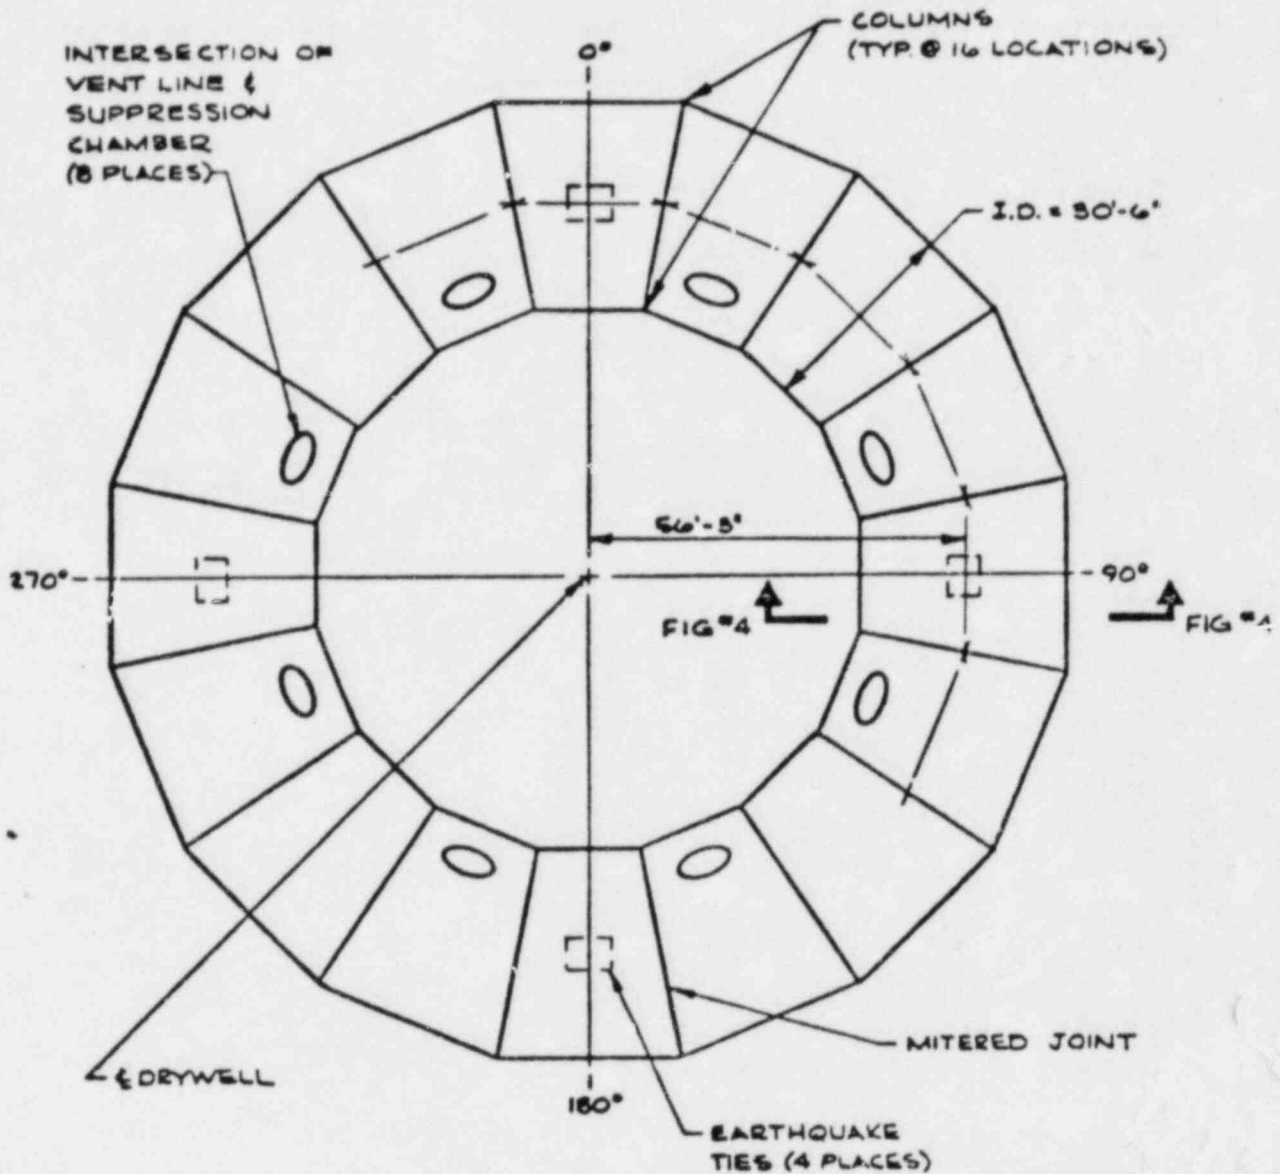 COLUMNS
(TYP. @ 16 LOCATIONS)
INTERSECTION OF
VENT LINE &
SUPPRESSION
CHAMBER
(8 PLACES)
0°
I.D. = 30'-6"
56'-3"
270°
90°
FIG #4
FIG #4
MITERED JOINT
℄ DRYWELL
180°
EARTHQUAKE
TIES (4 PLACES)